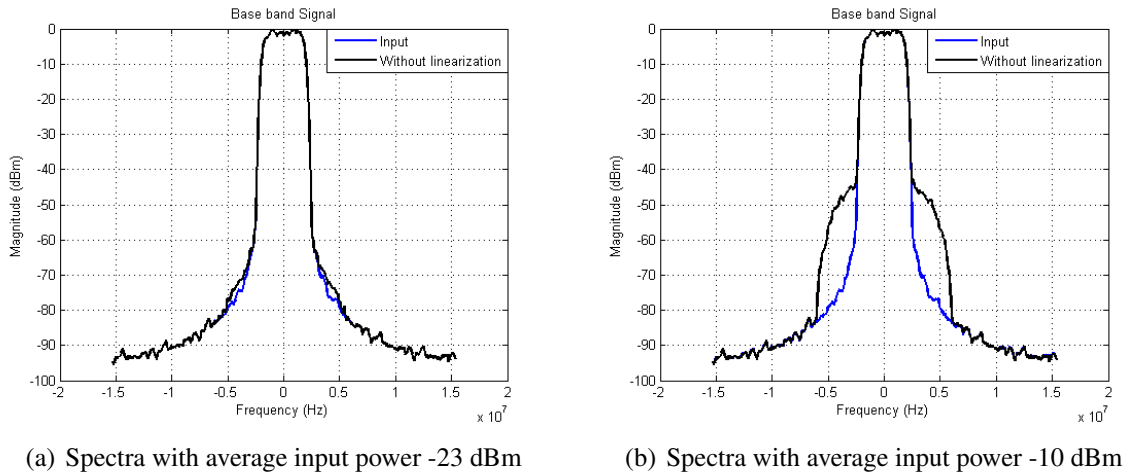 Base band Signal
Input
Without linearization
0
-10
-20
-30
-40
-50
-60
-70
-80
-90
-100
Magnitude (dBm)
-2
-1.5
-1
-0.5
0
0.5
1
1.5
2
Frequency (Hz)
x 10^7
(a) Spectra with average input power -23 dBm
Base band Signal
Input
Without linearization
0
-10
-20
-30
-40
-50
-60
-70
-80
-90
-100
Magnitude (dBm)
-2
-1.5
-1
-0.5
0
0.5
1
1.5
2
Frequency (Hz)
x 10^7
(b) Spectra with average input power -10 dBm